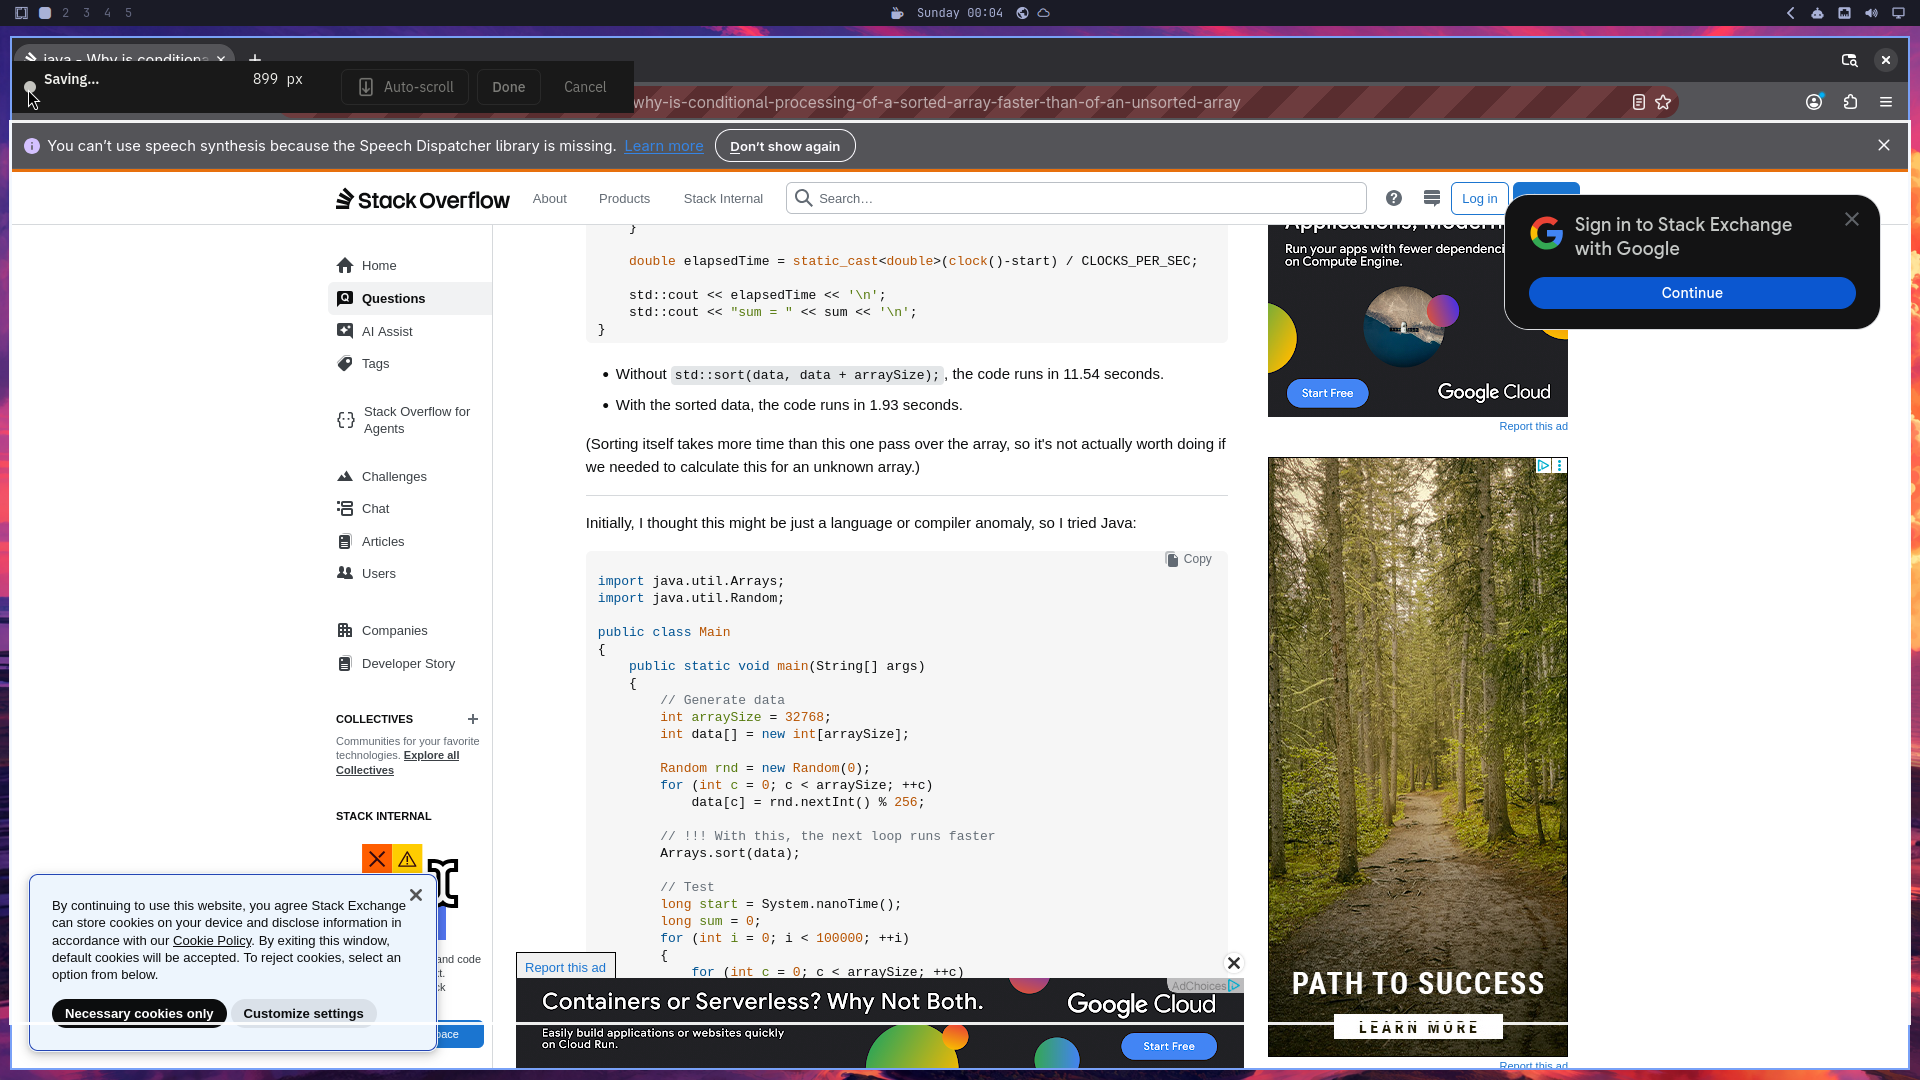 2 3 4 5
Sunday 00:04
java - Why is conditiona
Saving...
899 px
Auto-scroll
Done
Cancel
why-is-conditional-processing-of-a-sorted-array-faster-than-of-an-unsorted-array
You can't use speech synthesis because the Speech Dispatcher library is missing. Learn more
Don't show again
Stack Overflow
About
Products
Stack Internal
Search…
Log in
Sign in to Stack Exchange
with Google
Continue
Home
Questions
AI Assist
Tags
Stack Overflow for
Agents
Challenges
Chat
Articles
Users
Companies
Developer Story
COLLECTIVES
Communities for your favorite
technologies. Explore all
Collectives
STACK INTERNAL
and code
}
double elapsedTime = static_cast<double>(clock()-start) / CLOCKS_PER_SEC;
std::cout << elapsedTime << '\n';
std::cout << "sum = " << sum << '\n';
}
• Without std::sort(data, data + arraySize);, the code runs in 11.54 seconds.
• With the sorted data, the code runs in 1.93 seconds.
(Sorting itself takes more time than this one pass over the array, so it's not actually worth doing if
we needed to calculate this for an unknown array.)
Initially, I thought this might be just a language or compiler anomaly, so I tried Java:
Copy
import java.util.Arrays;
import java.util.Random;
public class Main
{
public static void main(String[] args)
{
// Generate data
int arraySize = 32768;
int data[] = new int[arraySize];
Random rnd = new Random(0);
for (int c = 0; c < arraySize; ++c)
data[c] = rnd.nextInt() % 256;
// !!! With this, the next loop runs faster
Arrays.sort(data);
// Test
long start = System.nanoTime();
long sum = 0;
for (int i = 0; i < 100000; ++i)
{
for (int c = 0; c < arraySize; ++c)
Applications, Modern
Run your apps with fewer dependenci
on Compute Engine.
Start Free
Google Cloud
Report this ad
PATH TO SUCCESS
LEARN MORE
Report this ad
By continuing to use this website, you agree Stack Exchange
can store cookies on your device and disclose information in
accordance with our Cookie Policy. By exiting this window,
default cookies will be accepted. To reject cookies, select an
option from below.
Necessary cookies only
Customize settings
Report this ad
AdChoices
Containers or Serverless? Why Not Both.
Google Cloud
Easily build applications or websites quickly
on Cloud Run.
Start Free